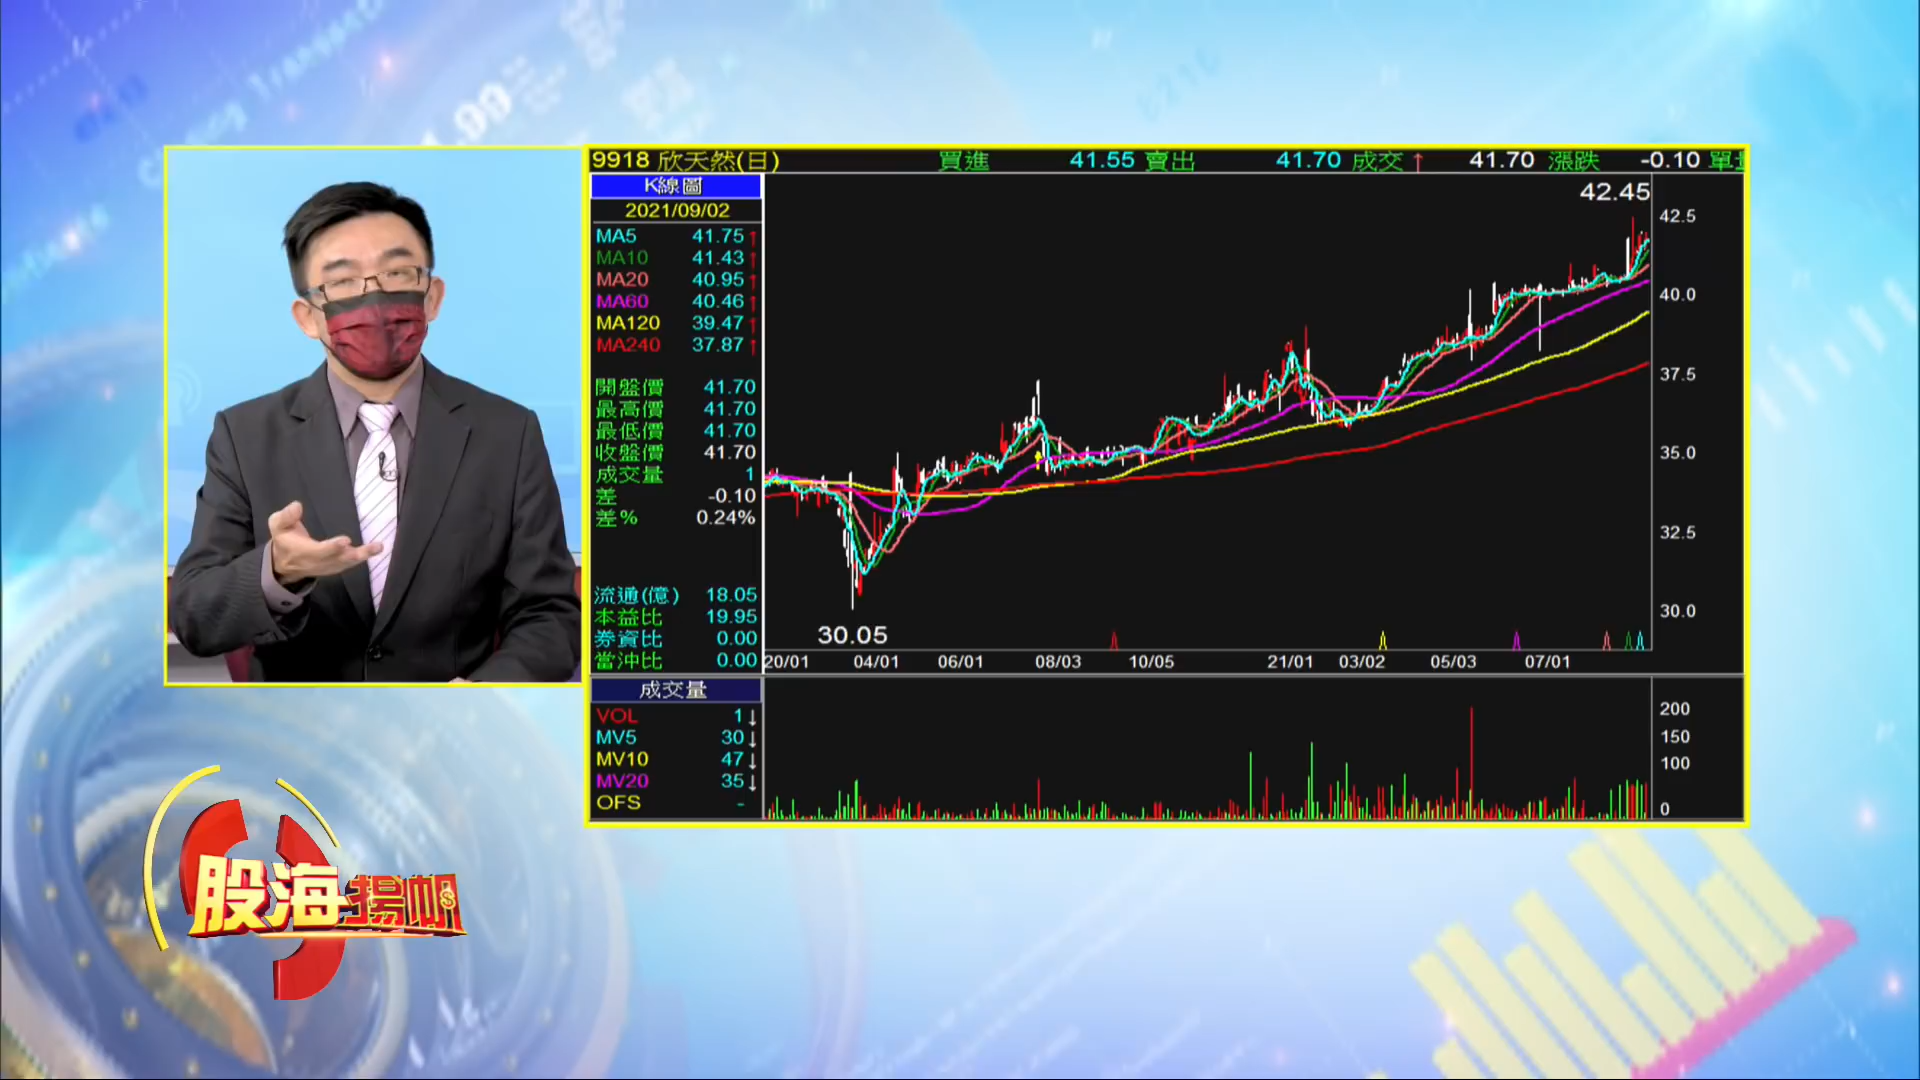 9918 欣天然(日) 買進 41.55 賣出 41.70 成交↑ 41.70 漲跌 -0.10
K線圖
2021/09/02
MA5 41.75↑
MA10 41.43↑
MA20 40.95↑
MA60 40.46↑
MA120 39.47↑
MA240 37.87↑
開盤價 41.70
最高價 41.70
最低價 41.70
收盤價 41.70
成交量 1
差 -0.10
差% 0.24%
流通(億) 18.05
本益比 19.95
券資比 0.00
當沖比 0.00
42.45
42.5
40.0
37.5
35.0
32.5
30.0
30.05
20/01 04/01 06/01 08/03 10/05 21/01 03/02 05/03 07/01
成交量
VOL 1↓
MV5 30↓
MV10 47↓
MV20 35↓
OFS -
200
150
100
0
股海揚帆